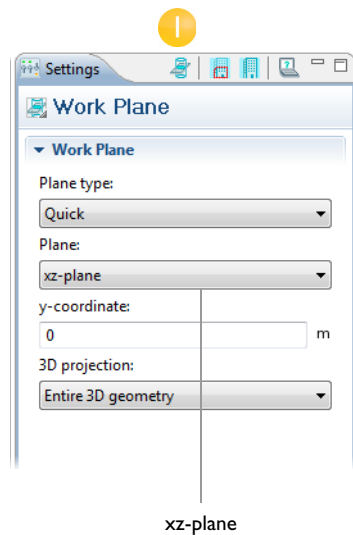 1
Settings
Work Plane
Work Plane
Plane type:
Quick
Plane:
xz-plane
y-coordinate:
0 m
3D projection:
Entire 3D geometry
xz-plane